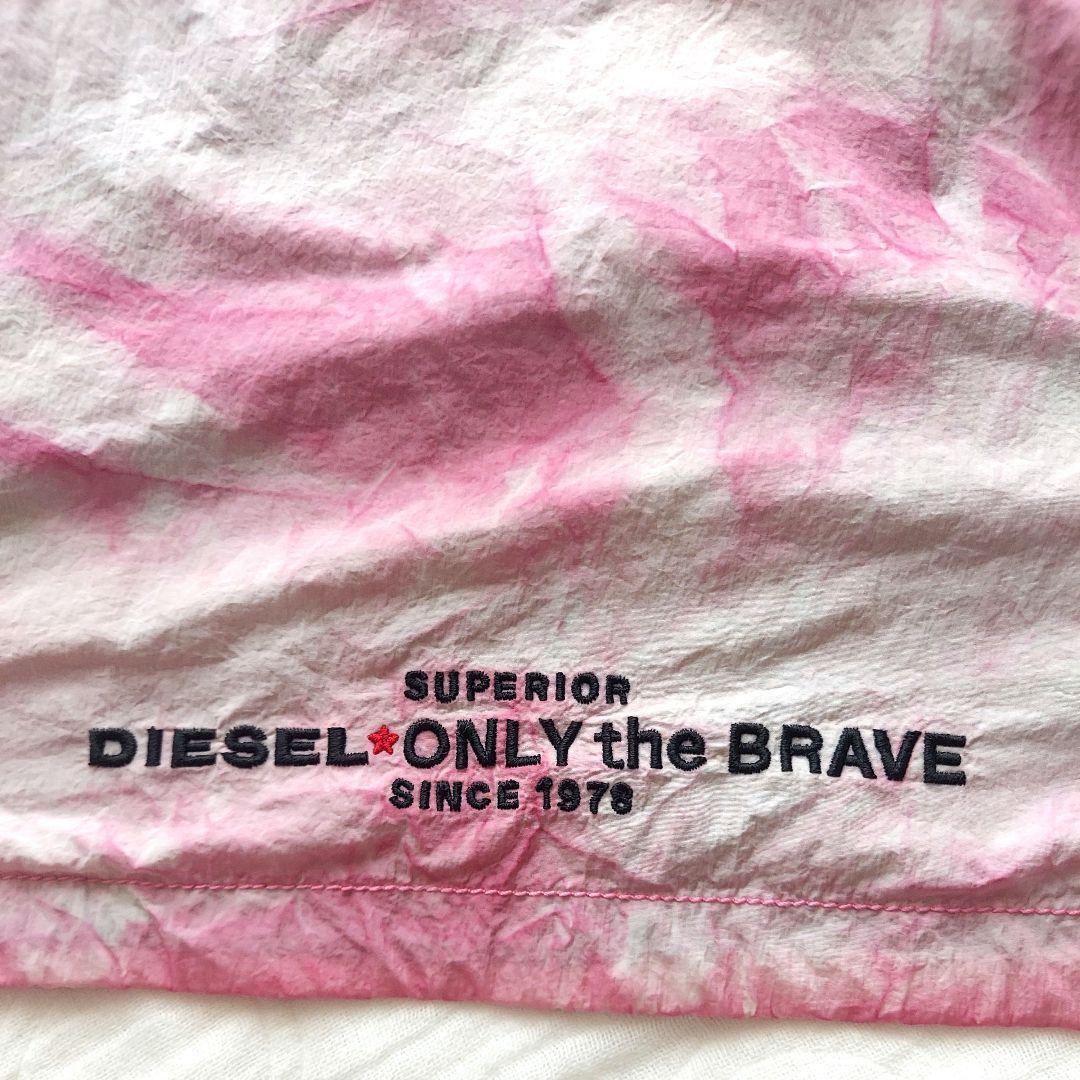 SUPERIOR
DIESEL★ONLY the BRAVE
SINCE 1978